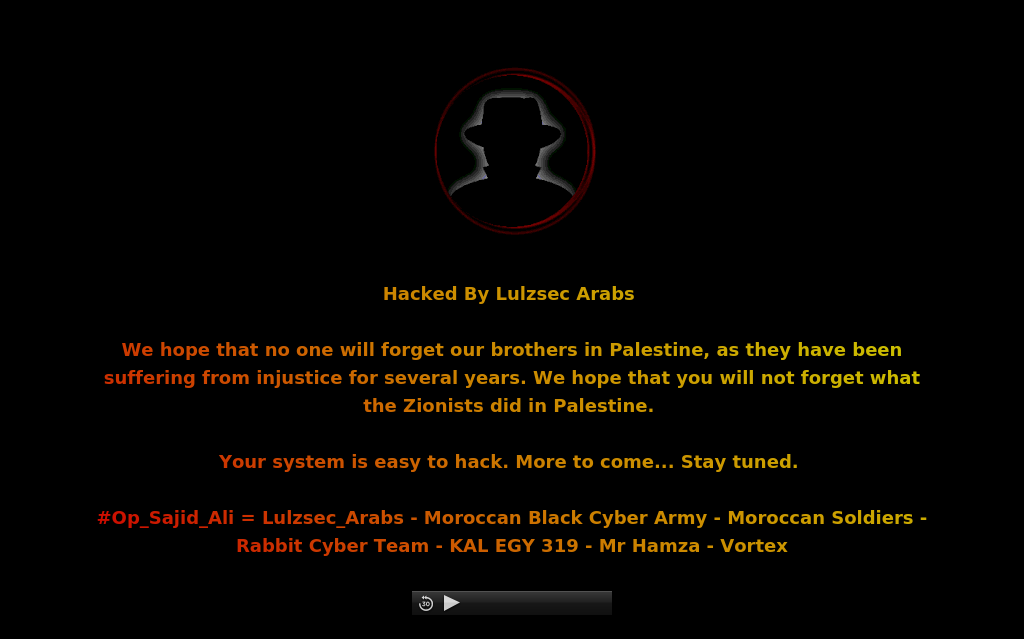 Hacked By Lulzsec Arabs
We hope that no one will forget our brothers in Palestine, as they have been
suffering from injustice for several years. We hope that you will not forget what
the Zionists did in Palestine.
Your system is easy to hack. More to come... Stay tuned.
#Op_Sajid_Ali = Lulzsec_Arabs - Moroccan Black Cyber Army - Moroccan Soldiers -
Rabbit Cyber Team - KAL EGY 319 - Mr Hamza - Vortex
30